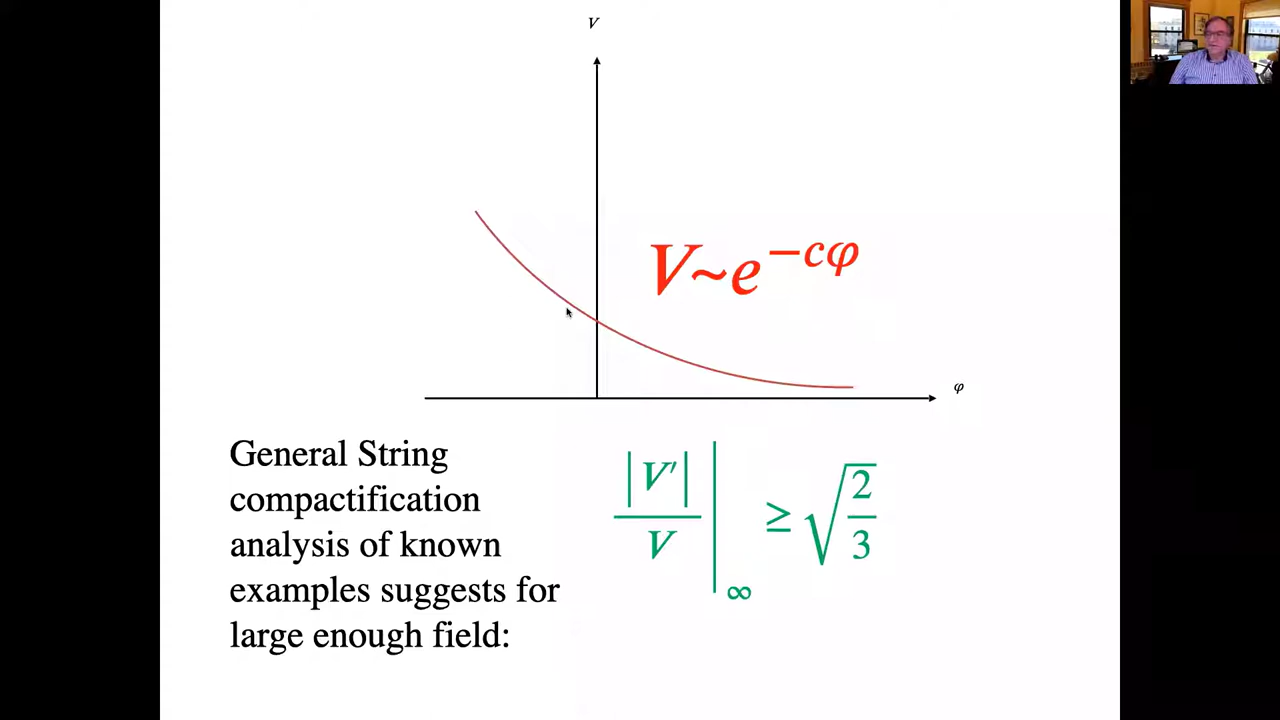 V
V~e^{-cφ}
φ
General String
compactification
analysis of known
examples suggests for
large enough field:
|V'|/V |_∞ ≥ √(2/3)